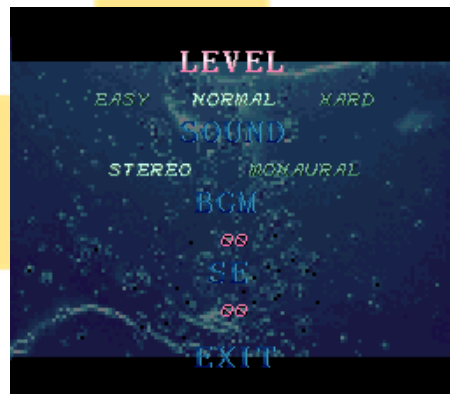 LEVEL
EASY NORMAL HARD
SOUND
STEREO MONAURAL
BGM
00
SE
00
EXIT